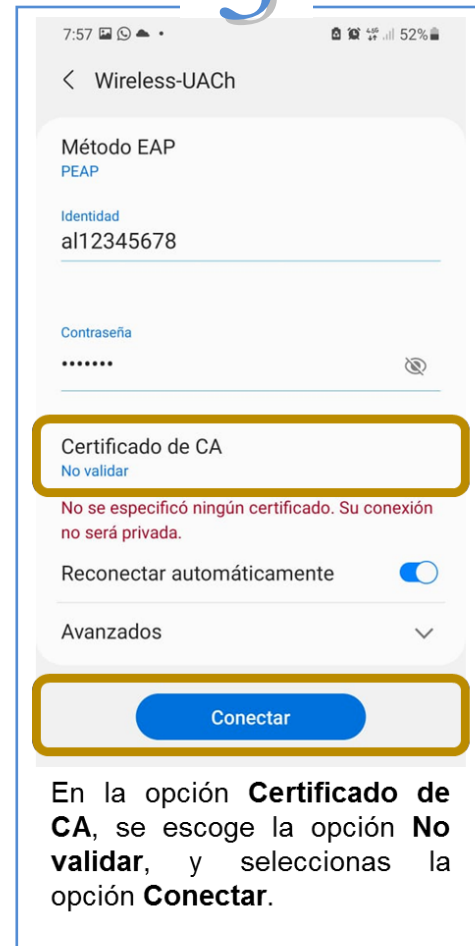 7:57 52%
Wireless-UACh
Método EAP
PEAP
Identidad
al12345678
Contraseña
•••••••
Certificado de CA
No validar
No se especificó ningún certificado. Su conexión
no será privada.
Reconectar automáticamente
Avanzados
Conectar
En la opción Certificado de
CA, se escoge la opción No
validar, y seleccionas la
opción Conectar.